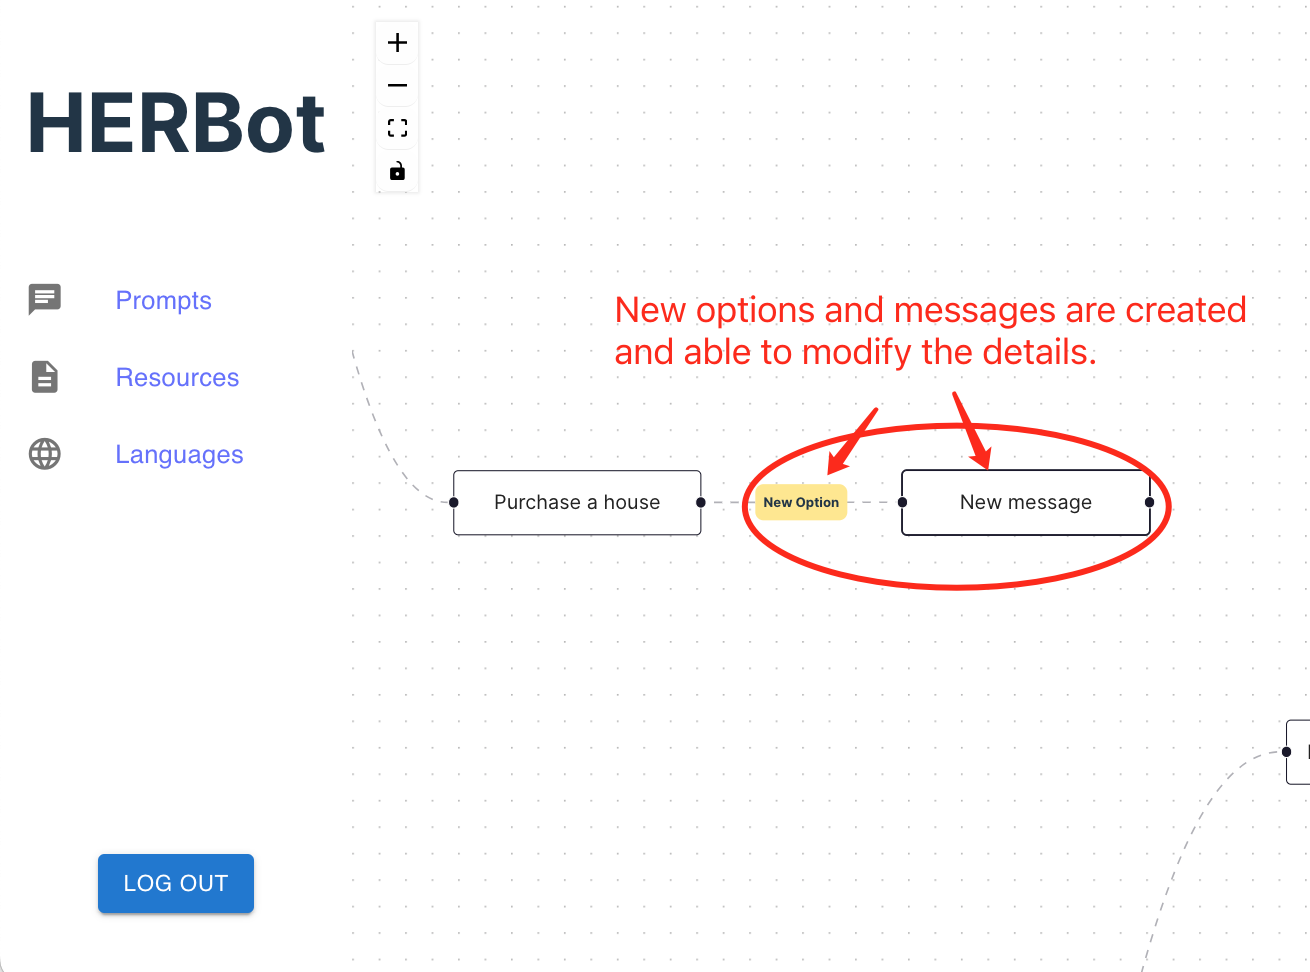 HERBot
Prompts
Resources
Languages
LOG OUT
New options and messages are created
and able to modify the details.
Purchase a house
New Option
New message